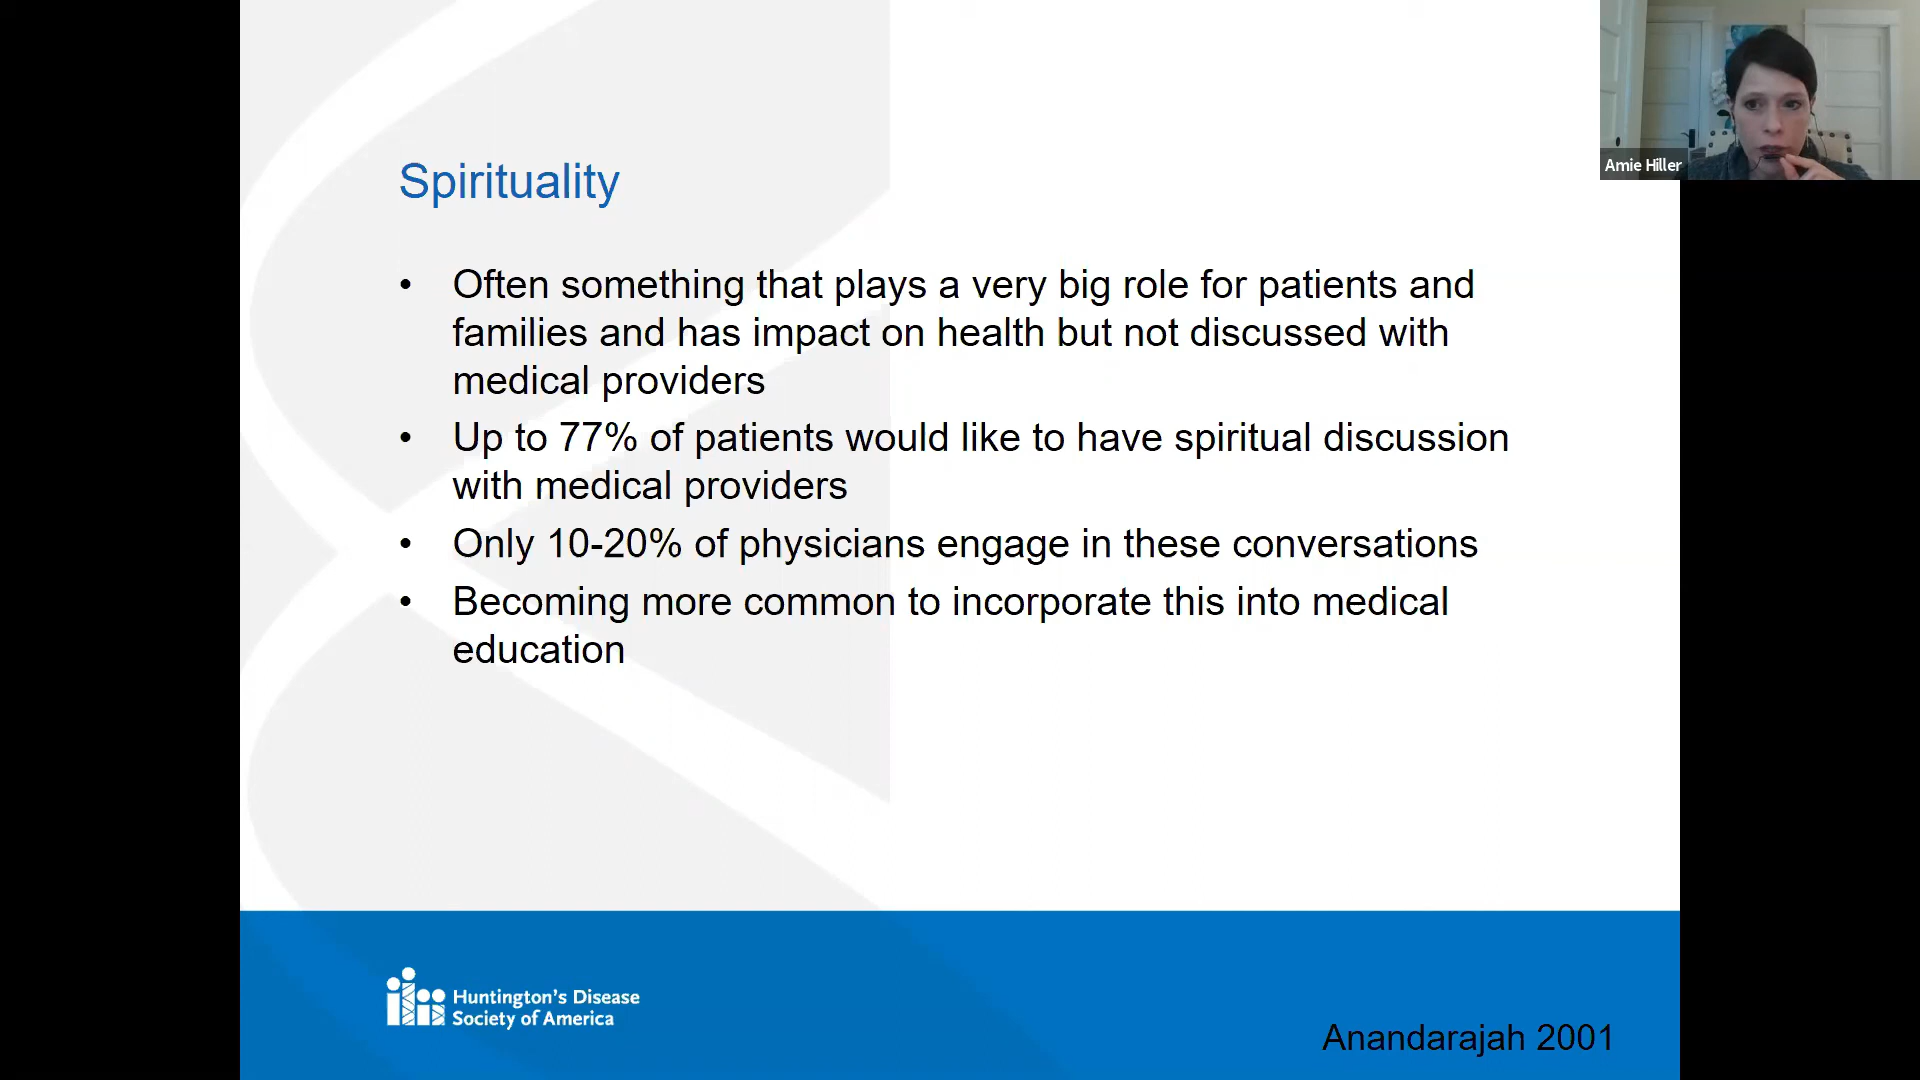 Amie Hiller
Spirituality
• Often something that plays a very big role for patients and
families and has impact on health but not discussed with
medical providers
• Up to 77% of patients would like to have spiritual discussion
with medical providers
• Only 10-20% of physicians engage in these conversations
• Becoming more common to incorporate this into medical
education
Huntington's Disease
Society of America
Anandarajah 2001